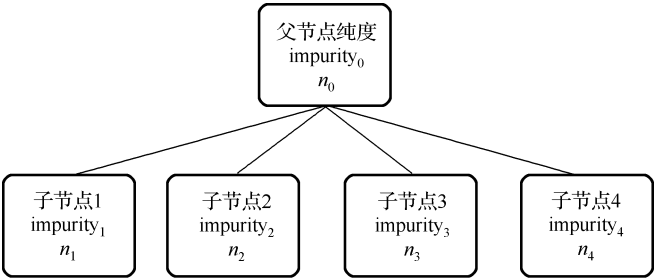 父节点纯度
impurity₀
n₀
子节点1
impurity₁
n₁
子节点2
impurity₂
n₂
子节点3
impurity₃
n₃
子节点4
impurity₄
n₄